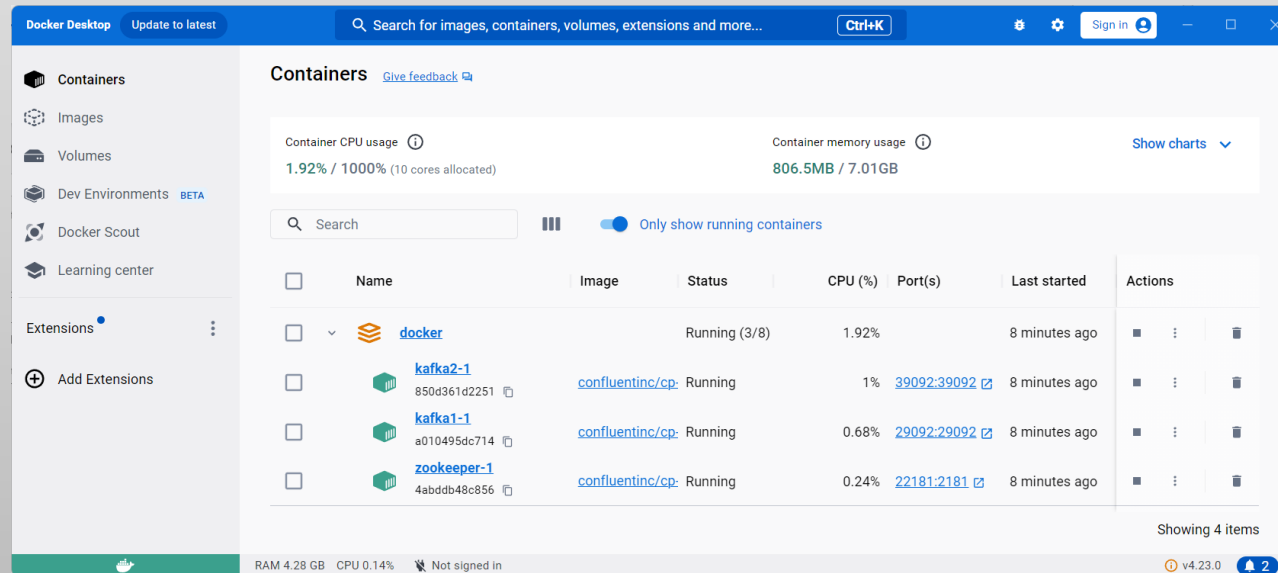 Docker Desktop Update to latest Search for images, containers, volumes, extensions and more... Ctrl+K Sign in
Containers
Images
Volumes
Dev Environments BETA
Docker Scout
Learning center
Extensions
Add Extensions
Containers Give feedback
Container CPU usage
1.92% / 1000% (10 cores allocated)
Container memory usage
806.5MB / 7.01GB
Show charts
Search
Only show running containers
Name Image Status CPU (%) Port(s) Last started Actions
docker Running (3/8) 1.92% 8 minutes ago
kafka2-1
850d361d2251
confluentinc/cp- Running 1% 39092:39092 8 minutes ago
kafka1-1
a010495dc714
confluentinc/cp- Running 0.68% 29092:29092 8 minutes ago
zookeeper-1
4abddb48c856
confluentinc/cp- Running 0.24% 22181:2181 8 minutes ago
Showing 4 items
RAM 4.28 GB CPU 0.14% Not signed in v4.23.0 2